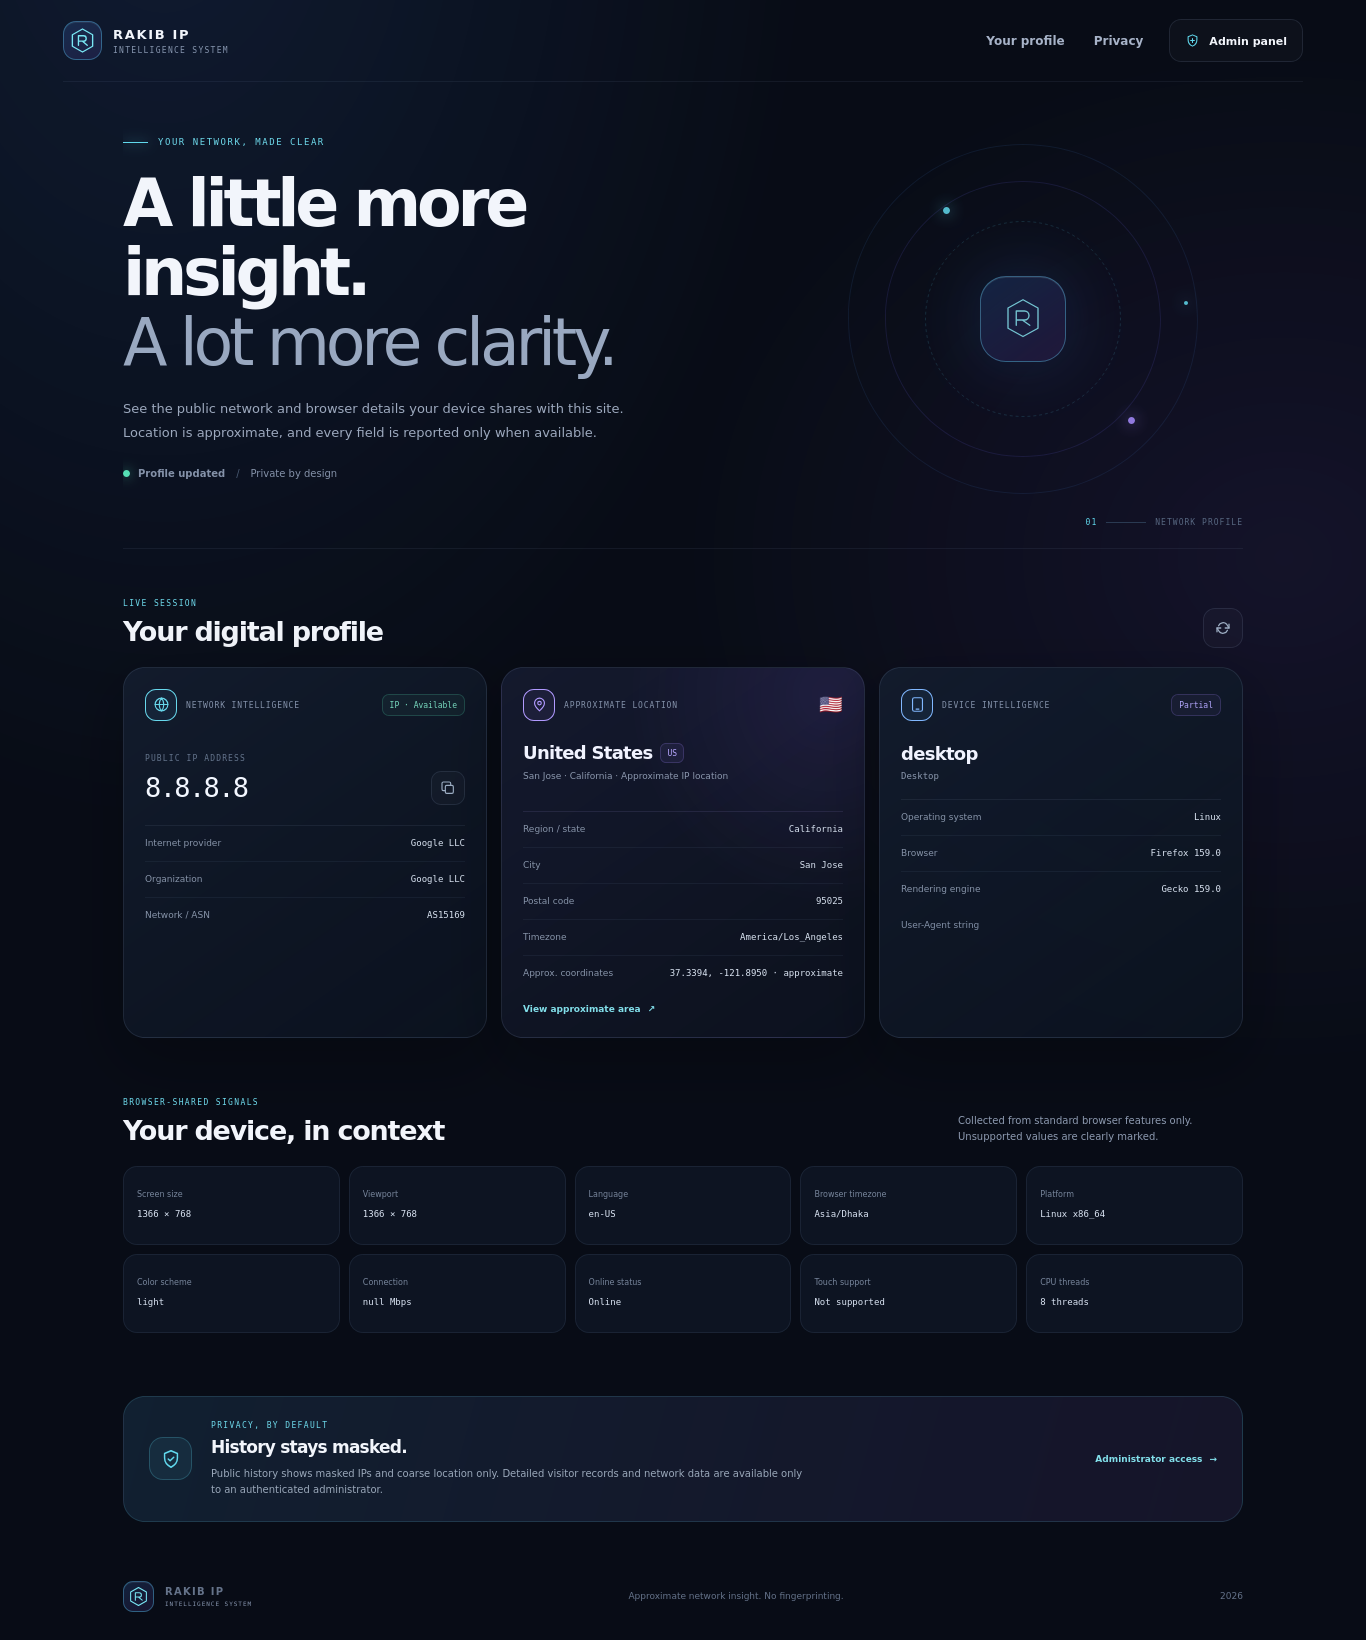 RAKIB IP
INTELLIGENCE SYSTEM
Your profile
Privacy
Admin panel
YOUR NETWORK, MADE CLEAR
A little more
insight.
A lot more clarity.
See the public network and browser details your device shares with this site.
Location is approximate, and every field is reported only when available.
Profile updated / Private by design
01 NETWORK PROFILE
LIVE SESSION
Your digital profile
NETWORK INTELLIGENCE
IP · Available
PUBLIC IP ADDRESS
8.8.8.8
Internet provider Google LLC
Organization Google LLC
Network / ASN AS15169
APPROXIMATE LOCATION
United States US
San Jose · California · Approximate IP location
Region / state California
City San Jose
Postal code 95025
Timezone America/Los_Angeles
Approx. coordinates 37.3394, -121.8950 · approximate
View approximate area ↗
DEVICE INTELLIGENCE
Partial
desktop
Desktop
Operating system Linux
Browser Firefox 159.0
Rendering engine Gecko 159.0
User-Agent string
BROWSER-SHARED SIGNALS
Your device, in context
Collected from standard browser features only.
Unsupported values are clearly marked.
Screen size
1366 × 768
Viewport
1366 × 768
Language
en-US
Browser timezone
Asia/Dhaka
Platform
Linux x86_64
Color scheme
light
Connection
null Mbps
Online status
Online
Touch support
Not supported
CPU threads
8 threads
PRIVACY, BY DEFAULT
History stays masked.
Public history shows masked IPs and coarse location only. Detailed visitor records and network data are available only
to an authenticated administrator.
Administrator access →
RAKIB IP
INTELLIGENCE SYSTEM
Approximate network insight. No fingerprinting.
2026